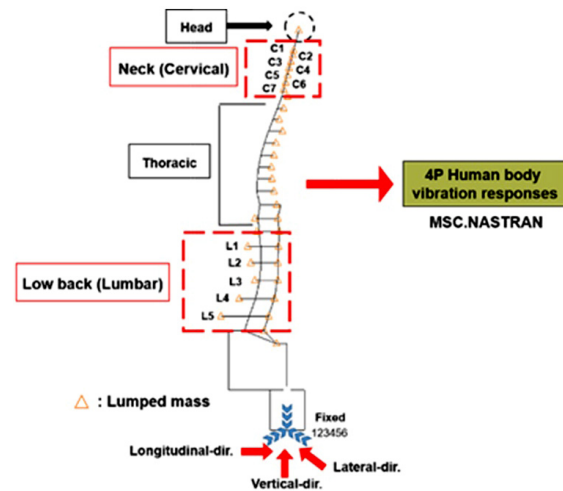 Head
C1
C2
Neck (Cervical)
C3
C4
C5
C6
C7
Thoracic
4P Human body
vibration responses
MSC.NASTRAN
L1
L2
Low back (Lumbar)
L3
L4
L5
: Lumped mass
Fixed
123456
Longitudinal-dir.
Lateral-dir.
Vertical-dir.